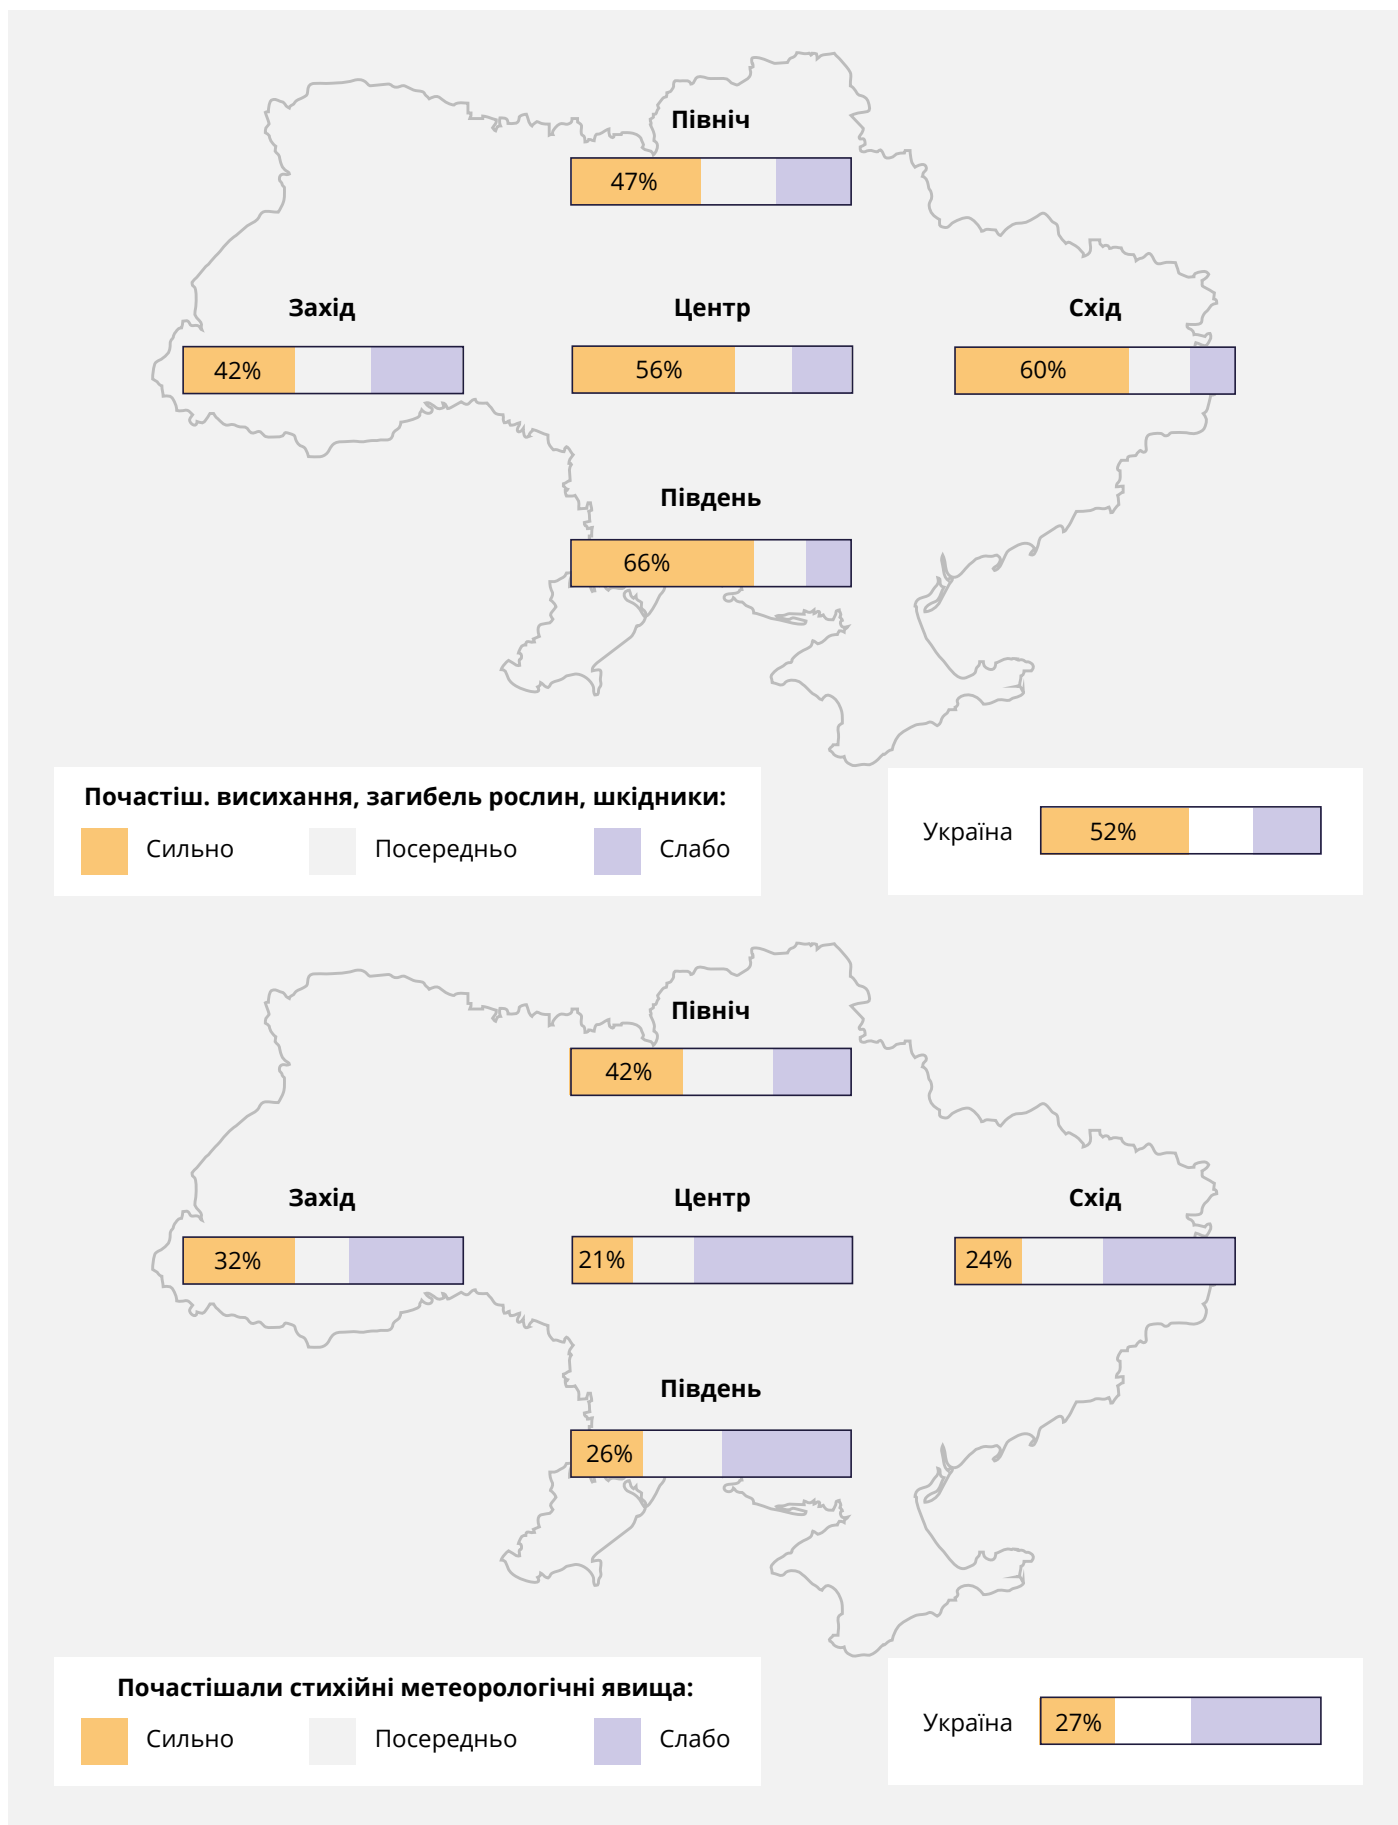 Північ
47%
Захід
Центр
Схід
42%
56%
60%
Південь
66%
Почастіш. висихання, загибель рослин, шкідники:
Сильно
Посередньо
Слабо
Україна
52%
Північ
42%
Захід
Центр
Схід
32%
21%
24%
Південь
26%
Почастішали стихійні метеорологічні явища:
Сильно
Посередньо
Слабо
Україна
27%